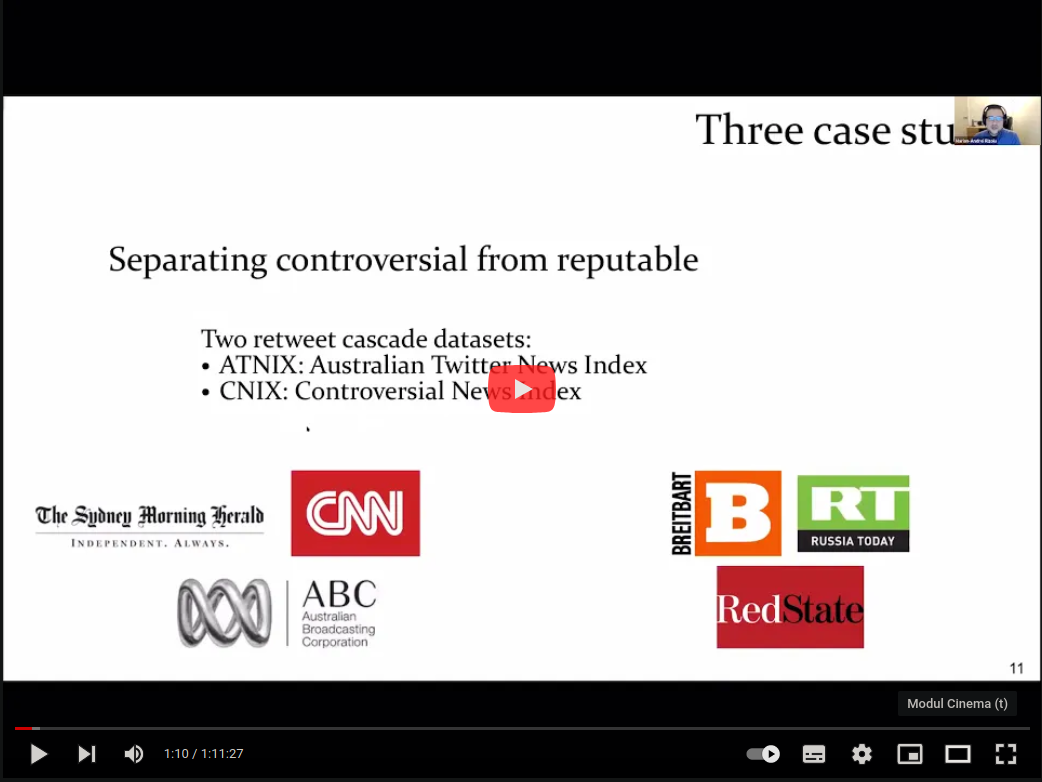 Three case stu
Separating controversial from reputable
Two retweet cascade datasets:
• ATNIX: Australian Twitter News Index
• CNIX: Controversial News Index
The Sydney Morning Herald
INDEPENDENT. ALWAYS.
CNN
ABC
Australian
Broadcasting
Corporation
BREITBART
B
RT
RUSSIA TODAY
RedState
11
Modul Cinema (t)
1:10 / 1:11:27